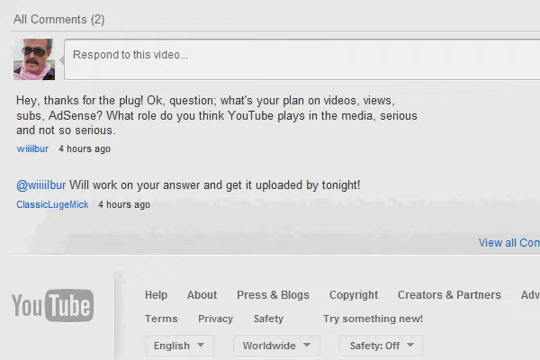 All Comments (2)
Respond to this video...
Hey, thanks for the plug! Ok, question; what's your plan on videos, views,
subs, AdSense? What role do you think YouTube plays in the media, serious
and not so serious.
wiiilbur 4 hours ago
@wiiilbur Will work on your answer and get it uploaded by tonight!
ClassicLugeMick 4 hours ago
View all Com
YouTube
Help About Press & Blogs Copyright Creators & Partners Adv
Terms Privacy Safety Try something new!
English Worldwide Safety: Off